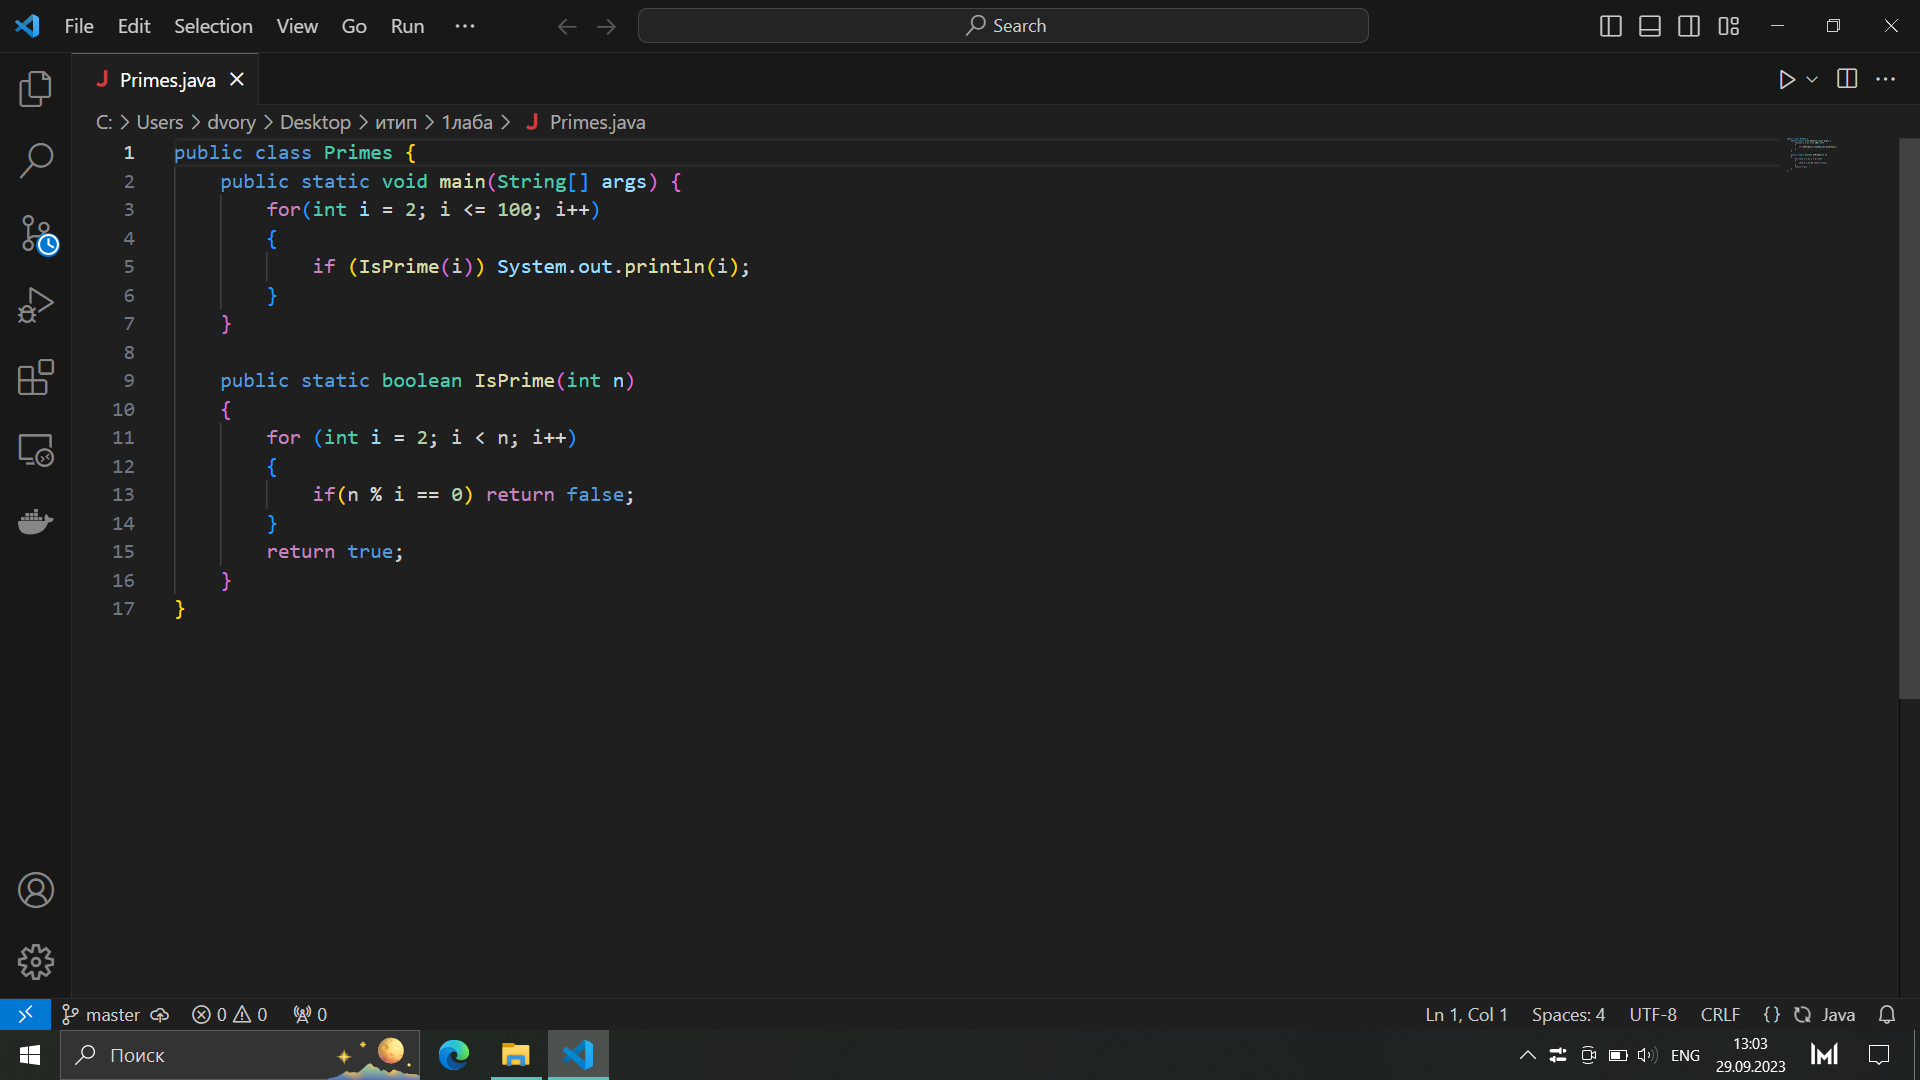 File Edit Selection View Go Run ··· Search
J Primes.java
C: > Users > dvory > Desktop > итип > 1лаба > J Primes.java
1 public class Primes {
2     public static void main(String[] args) {
3         for(int i = 2; i <= 100; i++)
4         {
5             if (IsPrime(i)) System.out.println(i);
6         }
7     }
8
9     public static boolean IsPrime(int n)
10     {
11         for (int i = 2; i < n; i++)
12         {
13             if(n % i == 0) return false;
14         }
15         return true;
16     }
17 }
master 0 0 0 Ln 1, Col 1 Spaces: 4 UTF-8 CRLF {} Java
Поиск ENG 13:03
29.09.2023